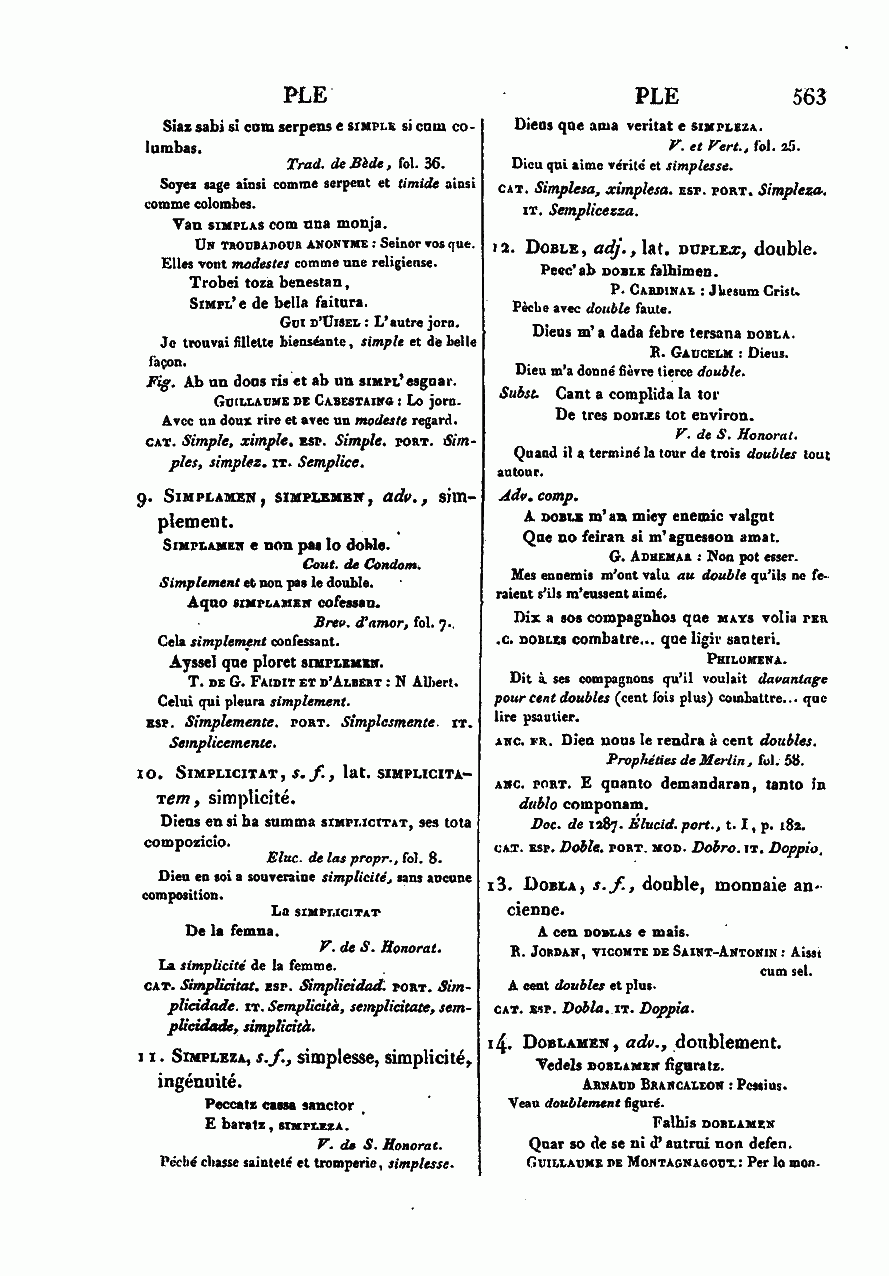 PLE
PLE 563
Siaz sabi si cum serpens e SIMPLE si cum co-
lumbas.
Trad. de Bède, fol. 36.
Soyez sage ainsi comme serpent et timide ainsi
comme colombes.
Van SIMPLAS com una monja.
UN TROUBADOUR ANONYME : Seinor vos que.
Elles vont modestes comme une religieuse.
Trobei toza benestan,
SIMPL' e de bella faitura.
GUI D'UISEL : L'autre jorn.
Je trouvai fillette bienséante, simple et de belle
façon.
Fig. Ab un dous ris et ab un SIMPL' esguar.
GUILLAUME DE CABESTAING : Lo jorn.
Avec un doux rire et avec un modeste regard.
CAT. Simple, ximple. ESP. Simple. PORT. Sim-
ples, simplez. IT. Semplice.
9. SIMPLAMEN, SIMPLEMEN, adv., sim-
plement.
SIMPLAMEN e non pas lo doble.
Cout. de Condom.
Simplement et non pas le double.
Aquo SIMPLAMEN cofessan.
Brev. d'amor, fol. 7.
Cela simplement confessant.
Ayssel que ploret SIMPLEMEN.
T. DE G. FAIDIT ET D'ALBERT : N Albert.
Celui qui pleura simplement.
ESP. Simplemente. PORT. Simplesmente. IT.
Semplicemente.
10. SIMPLICITAT, s. f., lat. SIMPLICITA-
TEM, simplicité.
Dieus en si ha summa SIMPLICITAT, ses tota
compozicio.
Eluc. de las propr., fol. 8.
Dieu en soi a souveraine simplicité, sans aucune
composition.
La SIMPLICITAT
De la femna.
V. de S. Honorat.
La simplicité de la femme.
CAT. Simplicitat. ESP. Simplicidad. PORT. Sim-
plicidade. IT. Semplicità, semplicitate, sem-
plicidade, simplicità.
11. SIMPLEZA, s. f., simplesse, simplicité,
ingénuité.
Peccatz cassa sanctor
E baratz, SIMPLEZA.
V. de S. Honorat.
Péché chasse sainteté et tromperie, simplesse.
Dieus que ama veritat e SIMPLEZA.
V. et Vert., fol. 25.
Dieu qui aime vérité et simplesse.
CAT. Simplesa, ximplesa. ESP. PORT. Simpleza.
IT. Semplicezza.
12. DOBLE, adj., lat. DUPLEX, double.
Pecc' ab DOBLE falhimen.
P. CARDINAL : Jhesum Crist.
Pèche avec double faute.
Dieus m'a dada febre tersana DOBLA.
R. GAUCELM : Dieus.
Dieu m'a donné fièvre tierce double.
Subst. Cant a complida la tor
De tres DOBLES tot environ.
V. de S. Honorat.
Quand il a terminé la tour de trois doubles tout
autour.
Adv. comp.
A DOBLE m'an miey enemic valgut
Que no feiran si m'aguesson amat.
G. ADHEMAR : Non pot esser.
Mes ennemis m'ont valu au double qu'ils ne fe-
raient s'ils m'eussent aimé.
Dix a sos compagnhos que MAYS volia PER
.C. DOBLES combatre... que ligir sauteri.
PHILOMENA.
Dit à ses compagnons qu'il voulait davantage
pour cent doubles (cent fois plus) combattre... que
lire psautier.
ANC. FR. Dieu nous le rendra à cent doubles.
Prophéties de Merlin, fol. 58.
ANC. PORT. E quanto demandaran, tanto in
dublo componam.
Doc. de 1287. Élucid. port., t. I, p. 182.
CAT. ESP. Doble. PORT. MOD. Dobro. IT. Doppio.
13. DOBLA, s. f., double, monnaie an-
cienne.
A cen DOBLAS e mais.
R. JORDAN, VICOMTE DE SAINT-ANTONIN : Aissi
cum sel.
A cent doubles et plus.
CAT. ESP. Dobla. IT. Doppia.
14. DOBLAMEN, adv., doublement.
Vedels DOBLAMEN figuratz.
ARNAUD BRANCALEON : Pessius.
Veau doublement figuré.
Falhis DOBLAMEN
Quar so de se ni d'autrui non defen.
GUILLAUME DE MONTAGNAGOUT : Per lo mon.